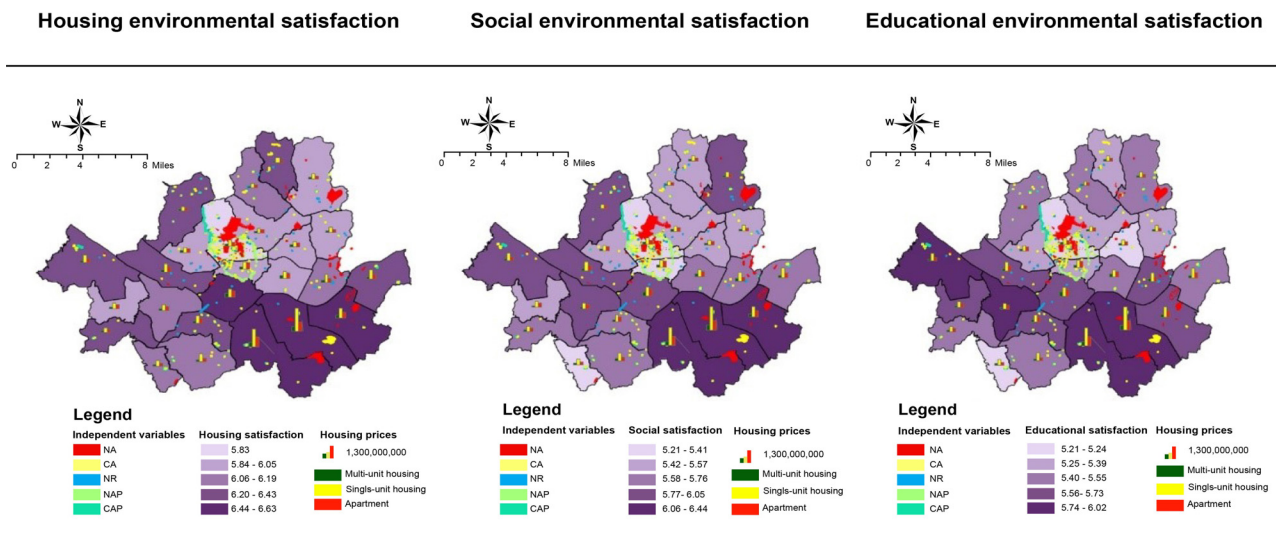 Housing environmental satisfaction
Social environmental satisfaction
Educational environmental satisfaction
N
W E
S
0 2 4 8 Miles
N
W E
S
0 2 4 8 Miles
N
W E
S
0 2 4 8 Miles
Legend
Independent variables
NA
CA
NR
NAP
CAP
Housing satisfaction
5.83
5.84 - 6.05
6.06 - 6.19
6.20 - 6.43
6.44 - 6.63
Housing prices
1,300,000,000
Multi-unit housing
Singls-unit housing
Apartment
Legend
Independent variables
NA
CA
NR
NAP
CAP
Social satisfaction
5.21 - 5.41
5.42 - 5.57
5.58 - 5.76
5.77- 6.05
6.06 - 6.44
Housing prices
1,300,000,000
Multi-unit housing
Singls-unit housing
Apartment
Legend
Independent variables
NA
CA
NR
NAP
CAP
Educational satisfaction
5.21 - 5.24
5.25 - 5.39
5.40 - 5.55
5.56- 5.73
5.74 - 6.02
Housing prices
1,300,000,000
Multi-unit housing
Singls-unit housing
Apartment